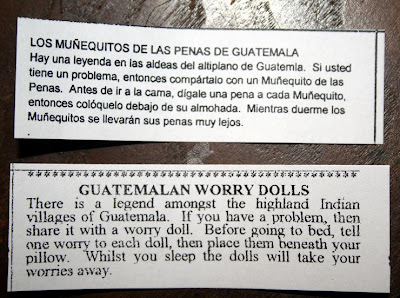 LOS MUÑEQUITOS DE LAS PENAS DE GUATEMALA
Hay una leyenda en las aldeas del altiplano de Guatemla. Si usted
tiene un problema, entonces compártalo con un Muñequito de las
Penas. Antes de ir a la cama, dígale una pena a cada Muñequito,
entonces colóquelo debajo de su almohada. Mientras duerme los
Muñequitos se llevarán sus penas muy lejos.
GUATEMALAN WORRY DOLLS
There is a legend amongst the highland Indian
villages of Guatemala. If you have a problem, then
share it with a worry doll. Before going to bed, tell
one worry to each doll, then place them beneath your
pillow. Whilst you sleep the dolls will take your
worries away.